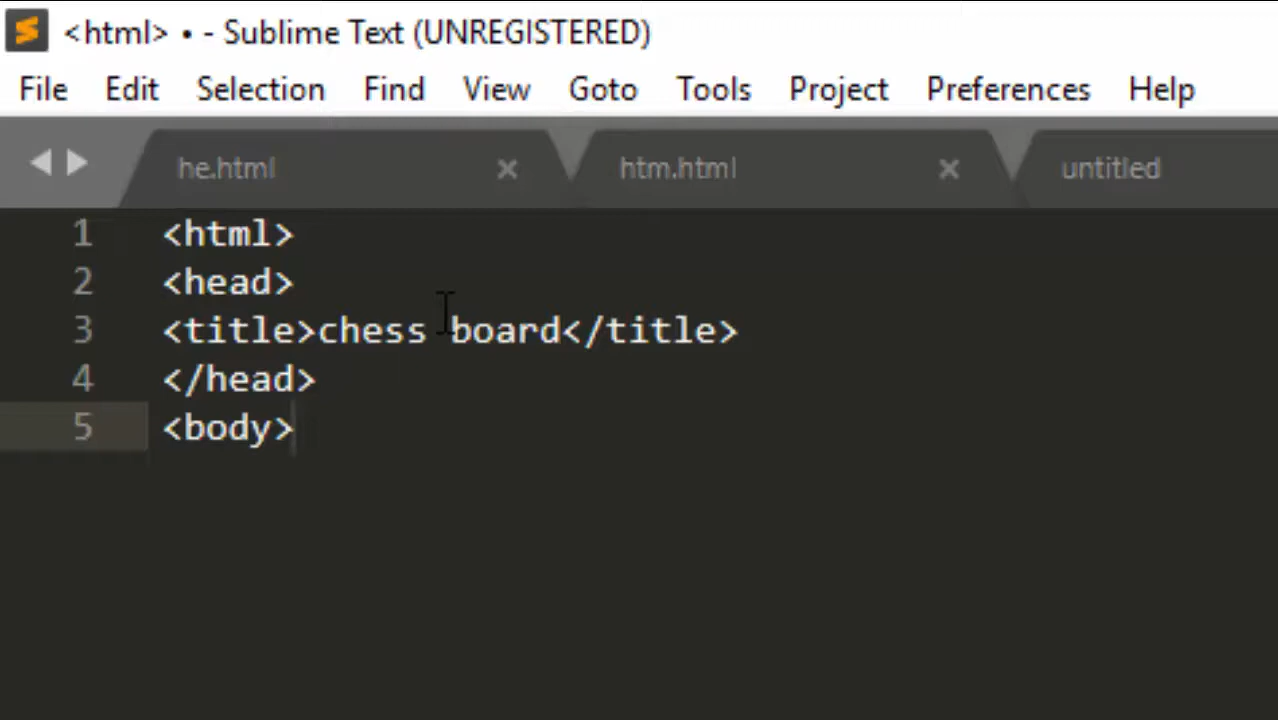 <html> • - Sublime Text (UNREGISTERED)
File Edit Selection Find View Goto Tools Project Preferences Help
he.html × htm.html × untitled
1 <html>
2 <head>
3 <title>chess board</title>
4 </head>
5 <body>